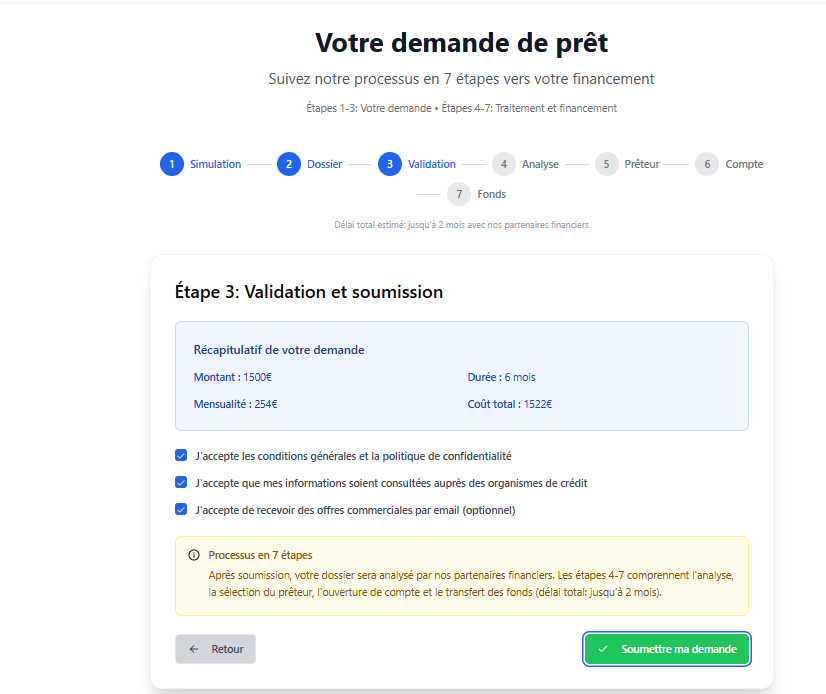 Votre demande de prêt
Suivez notre processus en 7 étapes vers votre financement
Étapes 1-3: Votre demande • Étapes 4-7: Traitement et financement
1 Simulation 2 Dossier 3 Validation 4 Analyse 5 Prêteur 6 Compte
7 Fonds
Délai total estimé: jusqu'à 2 mois avec nos partenaires financiers
Étape 3: Validation et soumission
Récapitulatif de votre demande
Montant : 1500€ Durée : 6 mois
Mensualité : 254€ Coût total : 1522€
J'accepte les conditions générales et la politique de confidentialité
J'accepte que mes informations soient consultées auprès des organismes de crédit
J'accepte de recevoir des offres commerciales par email (optionnel)
Processus en 7 étapes
Après soumission, votre dossier sera analysé par nos partenaires financiers. Les étapes 4-7 comprennent l'analyse,
la sélection du prêteur, l'ouverture de compte et le transfert des fonds (délai total: jusqu'à 2 mois).
← Retour ✓ Soumettre ma demande